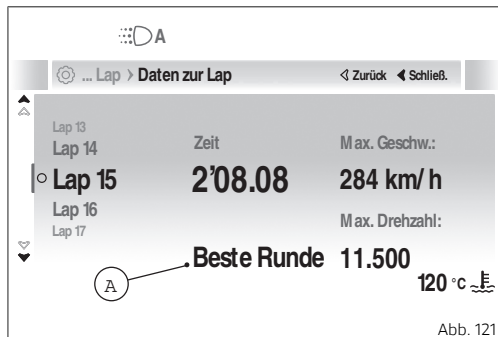 A
... Lap > Daten zur Lap Zurück Schließ.
Lap 13
Lap 14
Lap 15
Lap 16
Lap 17
Zeit
2'08.08
Beste Runde
Max. Geschw.:
284 km/h
Max. Drehzahl:
11.500
120 °C
A
Abb. 121